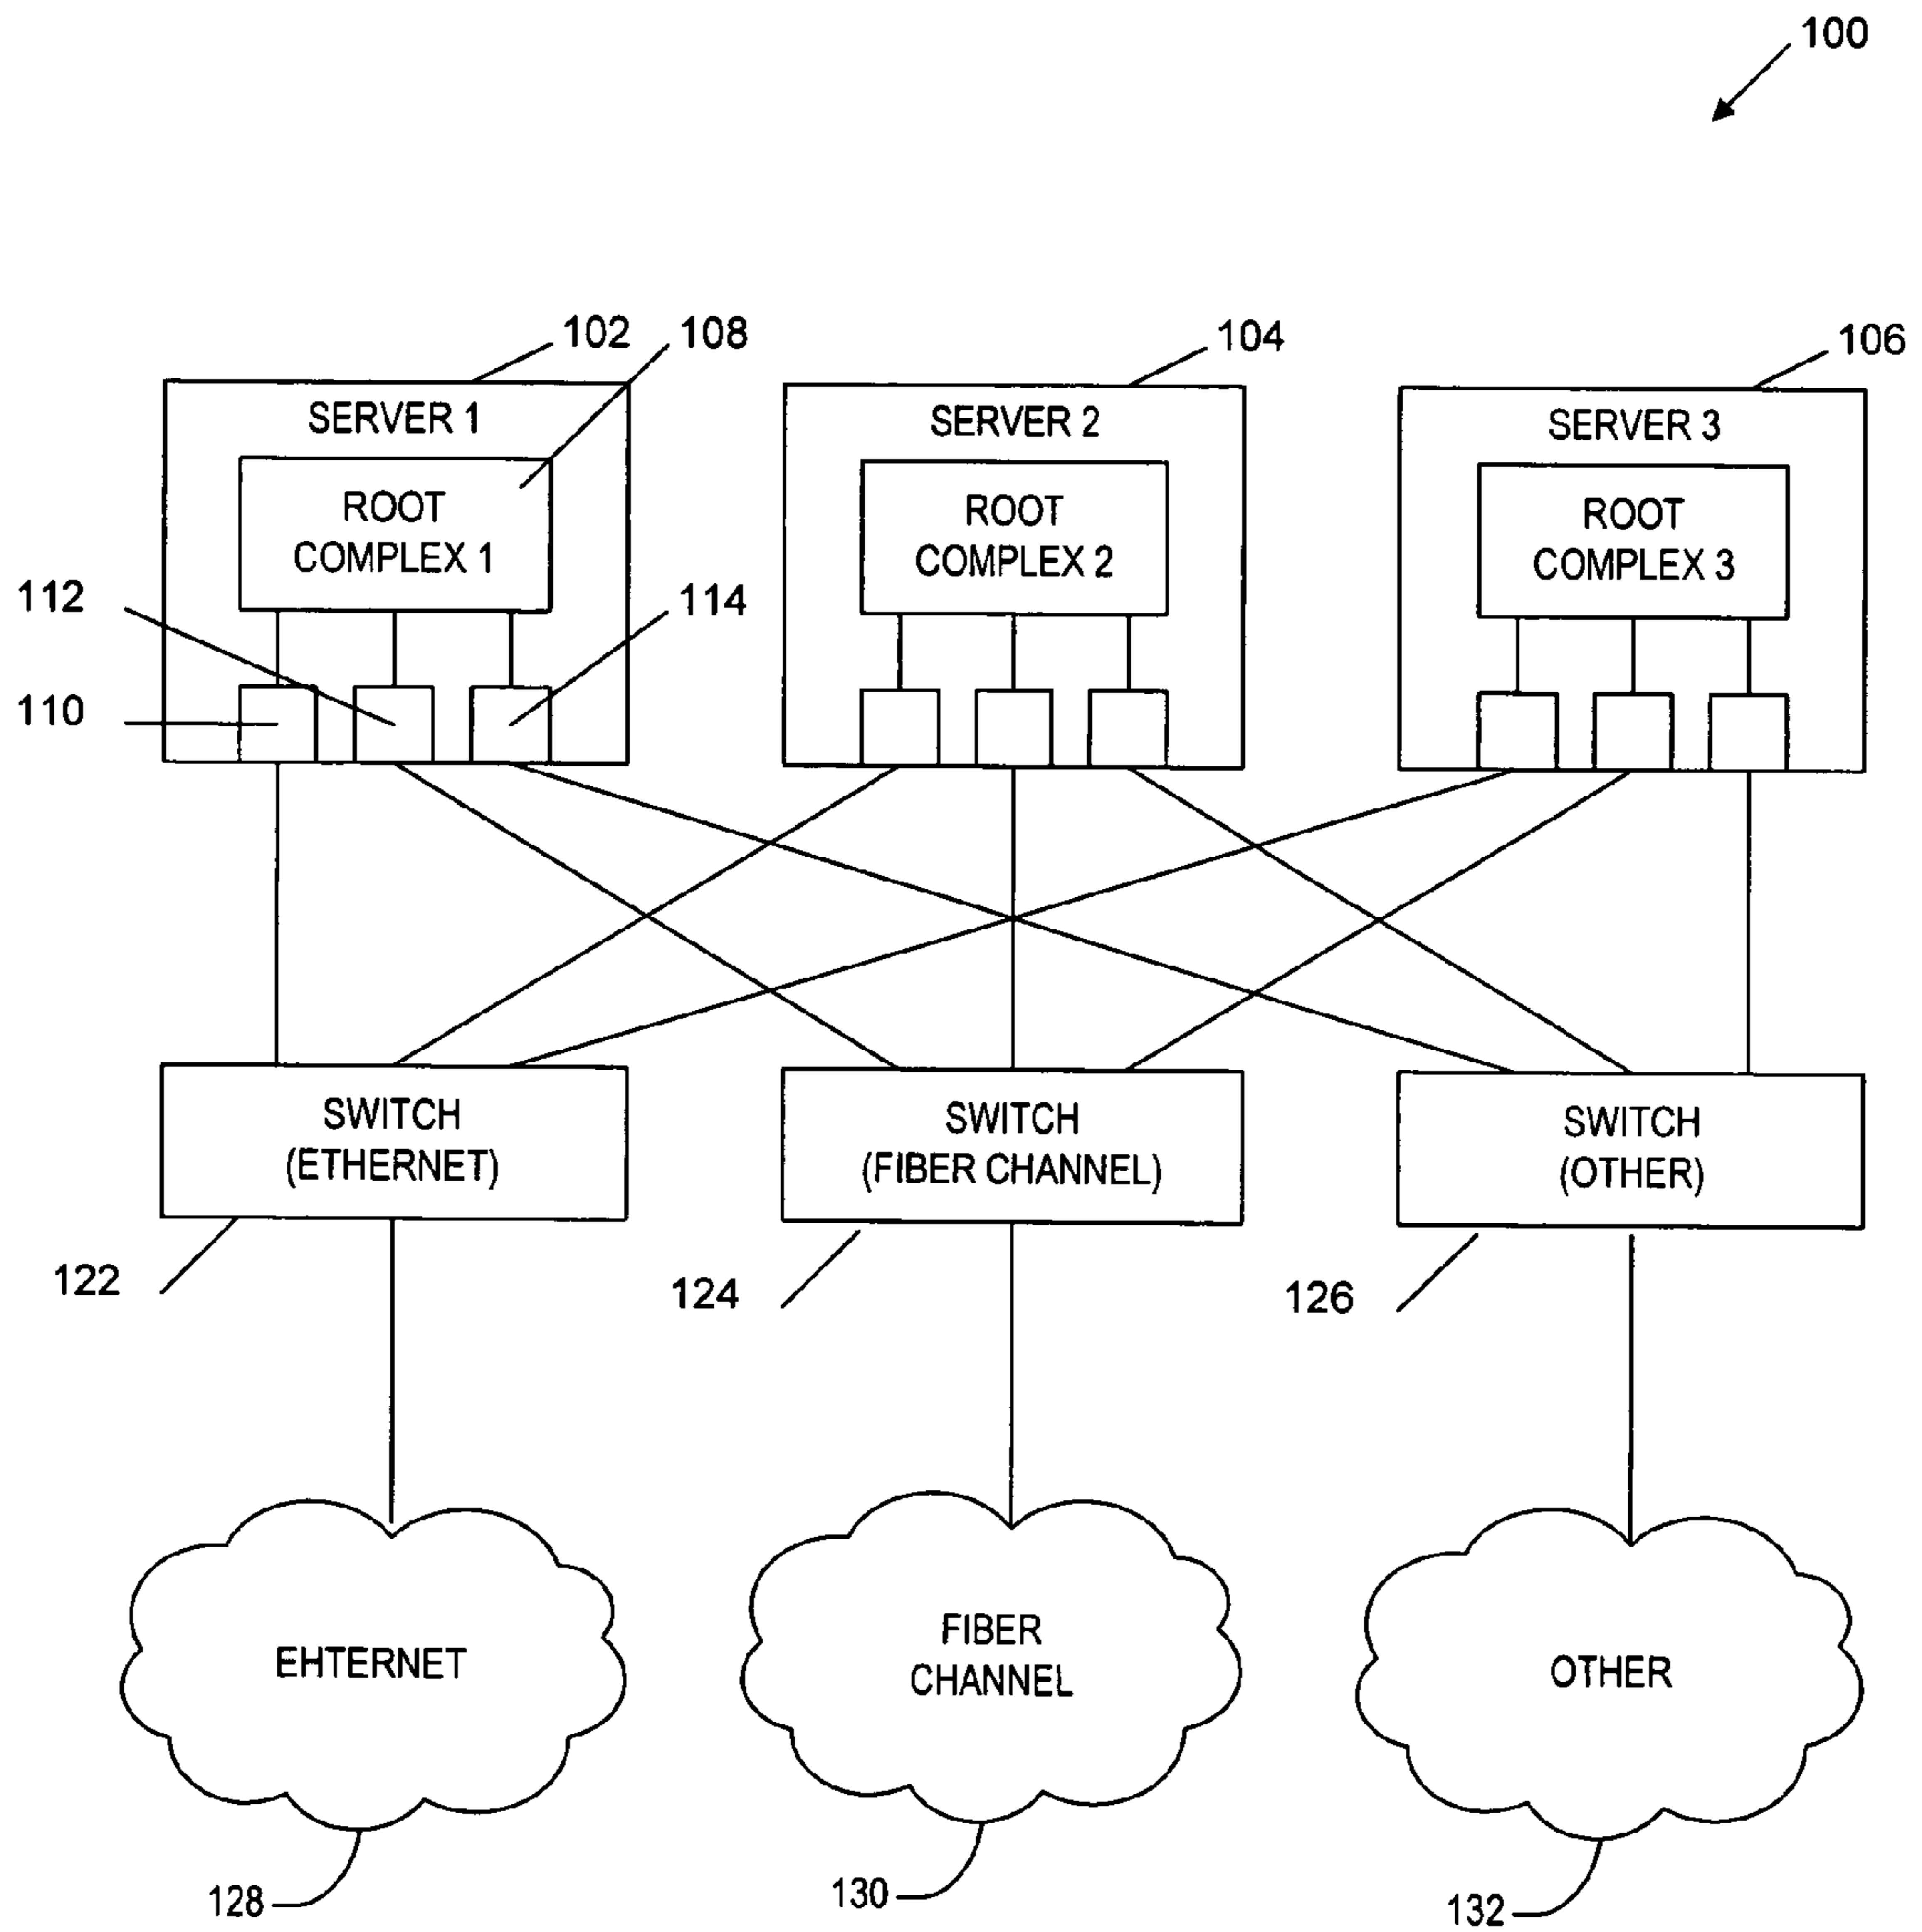 100
102
108
104
106
SERVER 1
SERVER 2
SERVER 3
ROOT
COMPLEX 1
ROOT
COMPLEX 2
ROOT
COMPLEX 3
112
114
110
SWITCH
(ETHERNET)
SWITCH
(FIBER CHANNEL)
SWITCH
(OTHER)
122
124
126
EHTERNET
FIBER
CHANNEL
OTHER
128
130
132